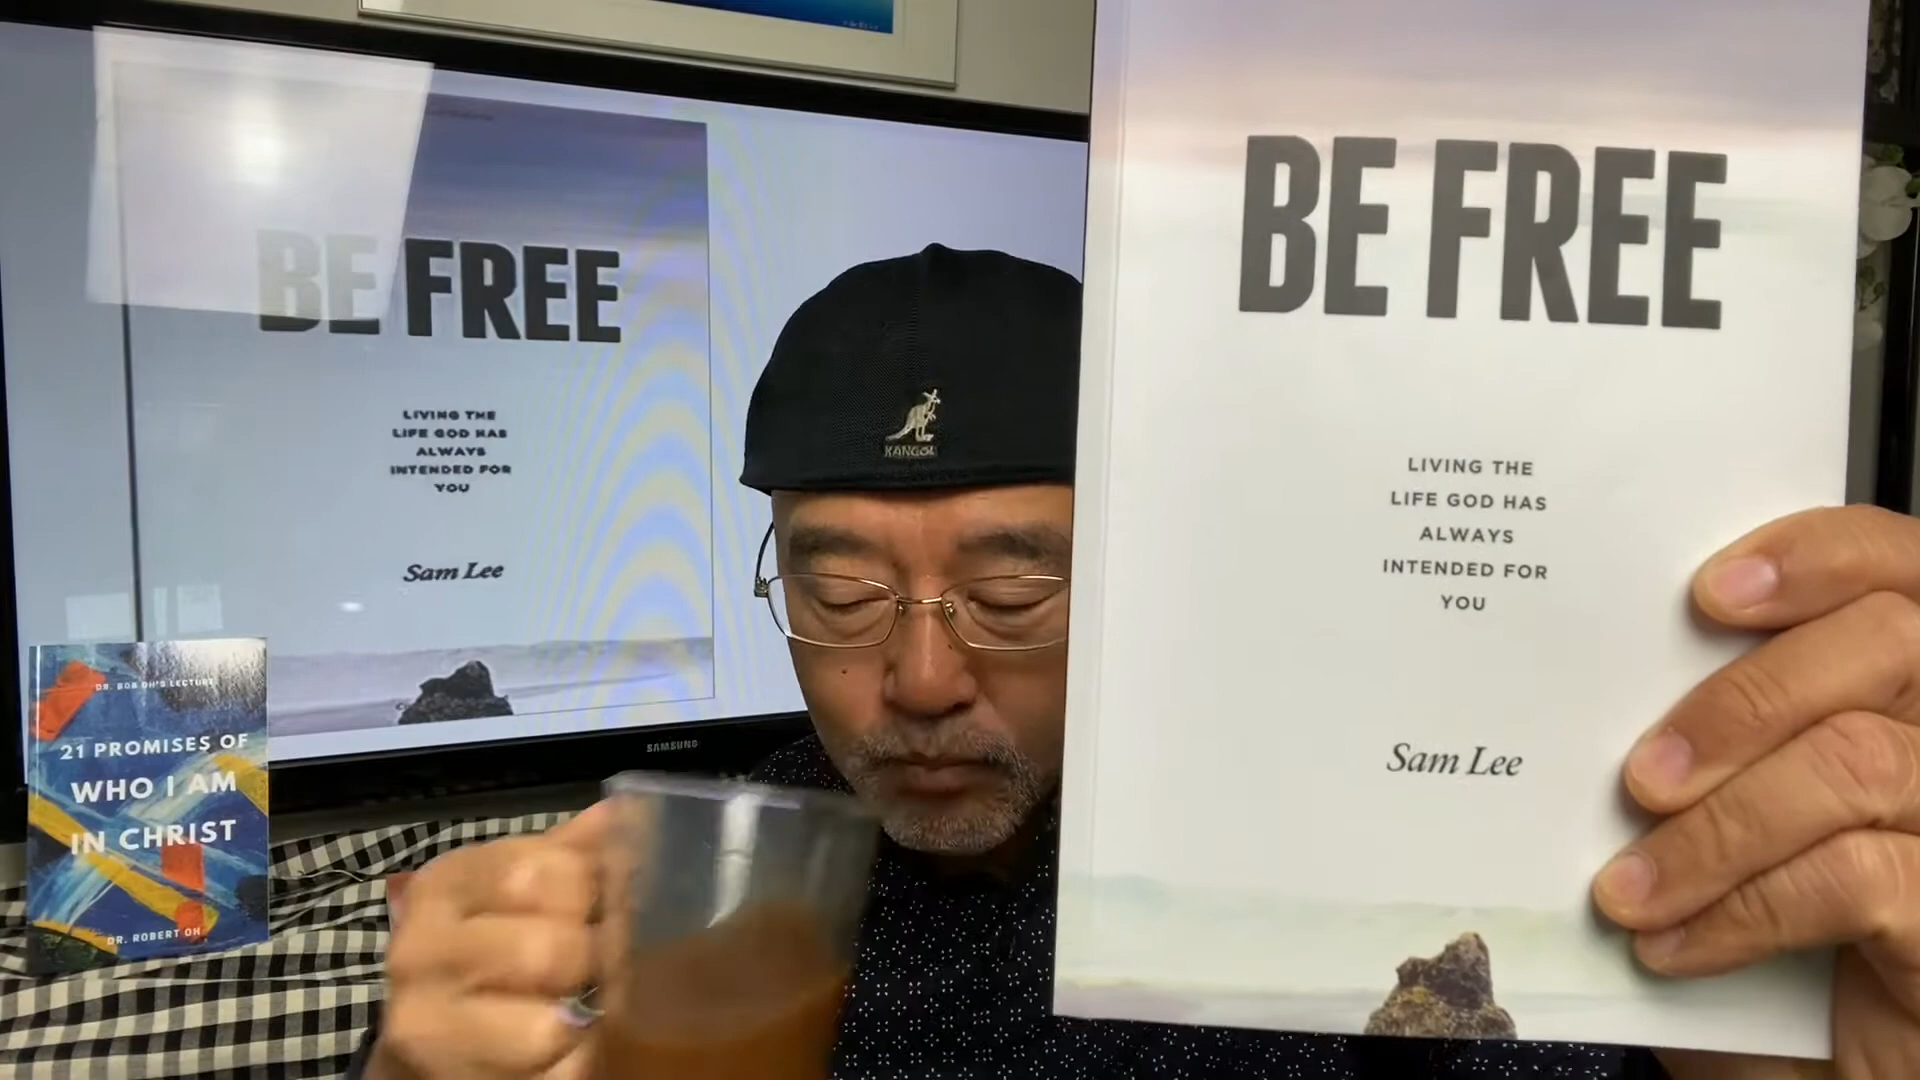 BE FREE
LIVING THE
LIFE GOD HAS
ALWAYS
INTENDED FOR
YOU
Sam Lee
SAMSUNG
DR. BOB OH'S LECTURE
21 PROMISES OF
WHO I AM
IN CHRIST
DR. ROBERT OH
KANGOL
BE FREE
LIVING THE
LIFE GOD HAS
ALWAYS
INTENDED FOR
YOU
Sam Lee